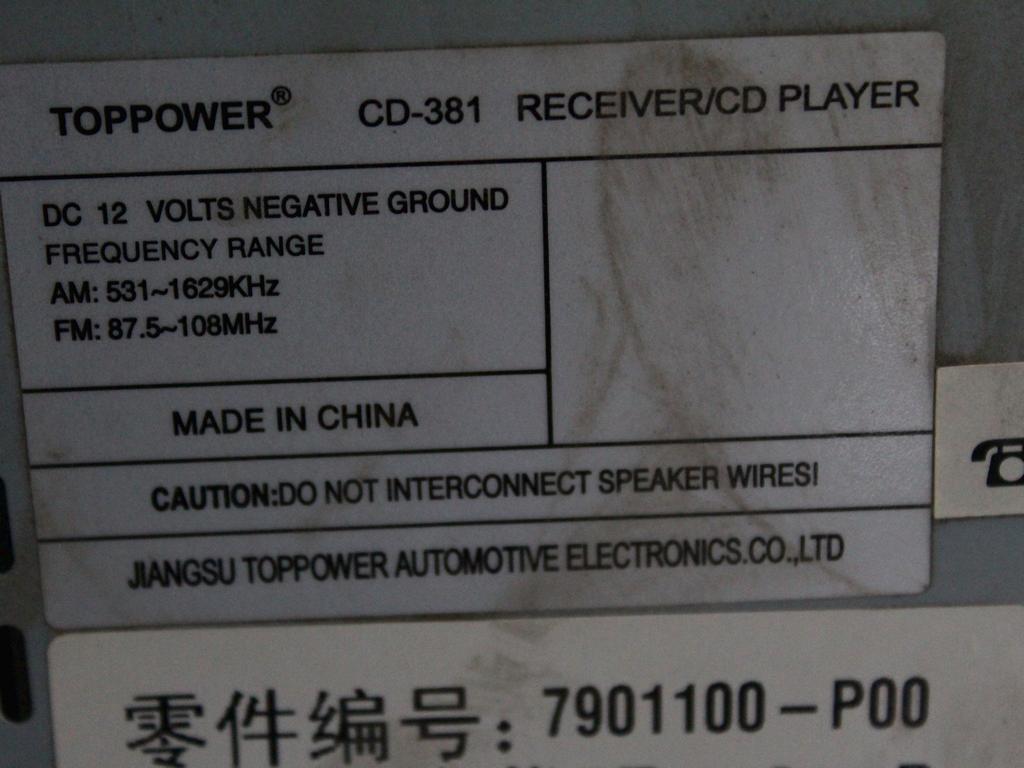 TOPPOWER® CD-381 RECEIVER/CD PLAYER
DC 12 VOLTS NEGATIVE GROUND
FREQUENCY RANGE
AM: 531~1629KHz
FM: 87.5~108MHz
MADE IN CHINA
CAUTION:DO NOT INTERCONNECT SPEAKER WIRES!
JIANGSU TOPPOWER AUTOMOTIVE ELECTRONICS.CO.,LTD
零件编号：7901100-P00